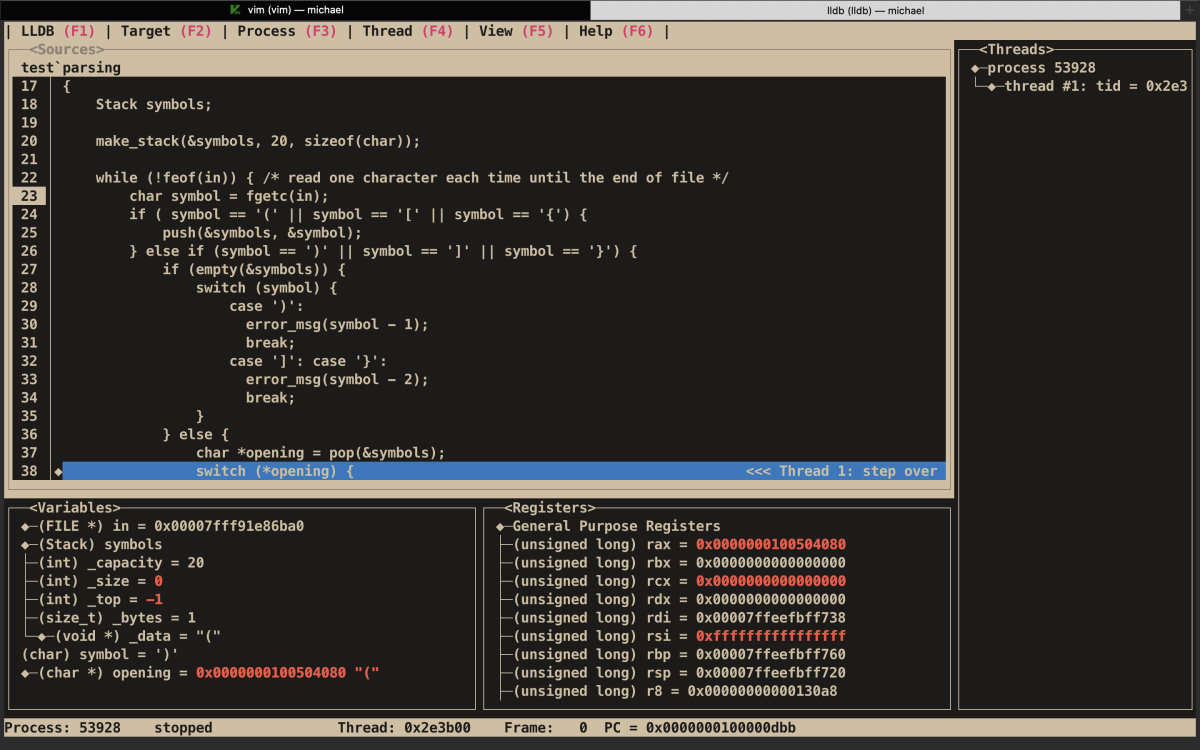 vim (vim) — michael
lldb (lldb) — michael
| LLDB (F1) | Target (F2) | Process (F3) | Thread (F4) | View (F5) | Help (F6) |
<Sources>
test`parsing
17 {
18 Stack symbols;
19
20 make_stack(&symbols, 20, sizeof(char));
21
22 while (!feof(in)) { /* read one character each time until the end of file */
23 char symbol = fgetc(in);
24 if ( symbol == '(' || symbol == '[' || symbol == '{') {
25 push(&symbols, &symbol);
26 } else if (symbol == ')' || symbol == ']' || symbol == '}') {
27 if (empty(&symbols)) {
28 switch (symbol) {
29 case ')':
30 error_msg(symbol - 1);
31 break;
32 case ']': case '}':
33 error_msg(symbol - 2);
34 break;
35 }
36 } else {
37 char *opening = pop(&symbols);
38 switch (*opening) { <<< Thread 1: step over
<Threads>
process 53928
thread #1: tid = 0x2e3
<Variables>
(FILE *) in = 0x00007fff91e86ba0
(Stack) symbols
(int) _capacity = 20
(int) _size = 0
(int) _top = -1
(size_t) _bytes = 1
(void *) _data = "("
(char) symbol = ')'
(char *) opening = 0x0000000100504080 "("
<Registers>
General Purpose Registers
(unsigned long) rax = 0x0000000100504080
(unsigned long) rbx = 0x0000000000000000
(unsigned long) rcx = 0x0000000000000000
(unsigned long) rdx = 0x0000000000000000
(unsigned long) rdi = 0x00007ffeefbff738
(unsigned long) rsi = 0xffffffffffffffff
(unsigned long) rbp = 0x00007ffeefbff760
(unsigned long) rsp = 0x00007ffeefbff720
(unsigned long) r8 = 0x00000000000130a8
Process: 53928 stopped Thread: 0x2e3b00 Frame: 0 PC = 0x0000000100000dbb